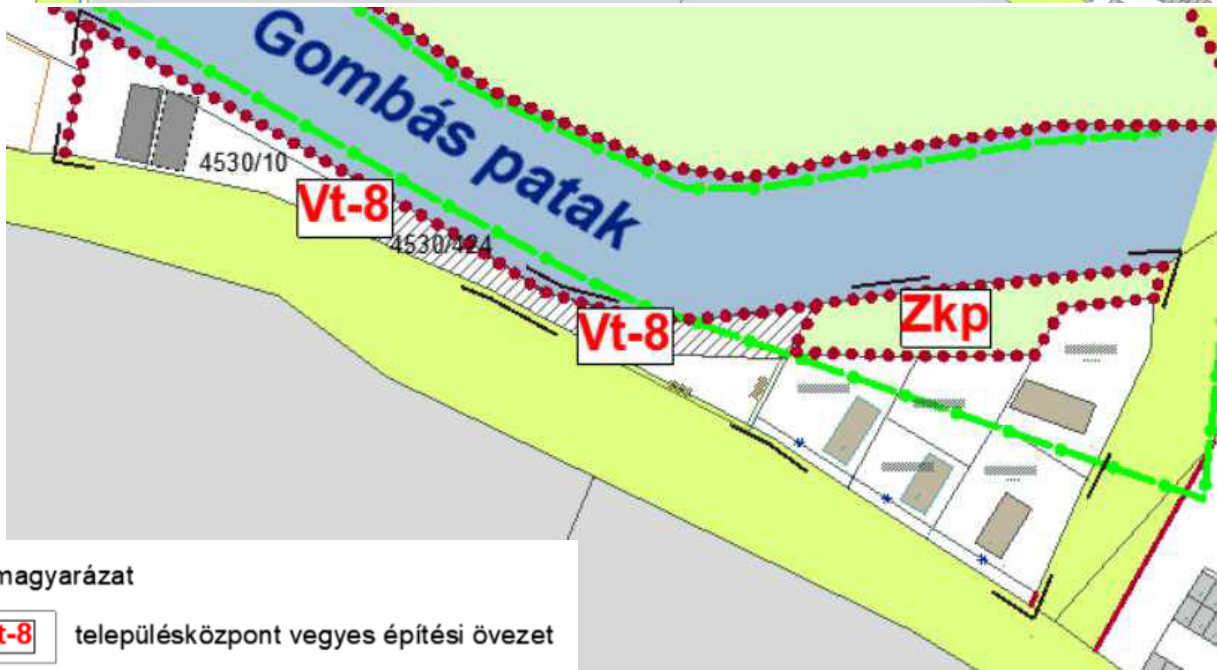 Gombás patak
4530/10
Vt-8
4530/424
Vt-8
Zkp
magyarázat
t-8 településközpont vegyes építési övezet